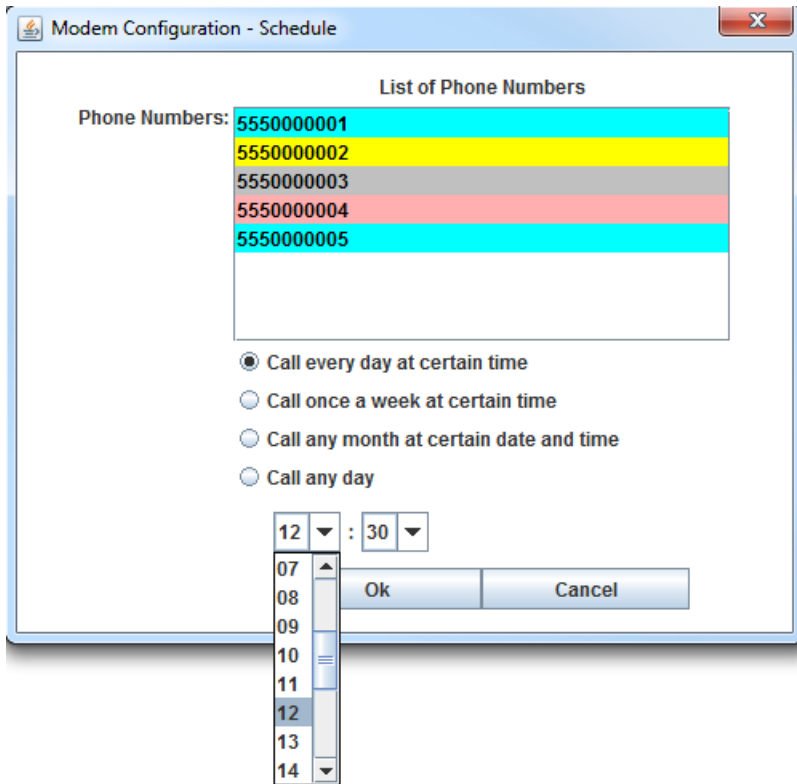 Modem Configuration - Schedule
List of Phone Numbers
Phone Numbers:
5550000001
5550000002
5550000003
5550000004
5550000005
Call every day at certain time
Call once a week at certain time
Call any month at certain date and time
Call any day
12 : 30
07
08
09
10
11
12
13
14
Ok Cancel